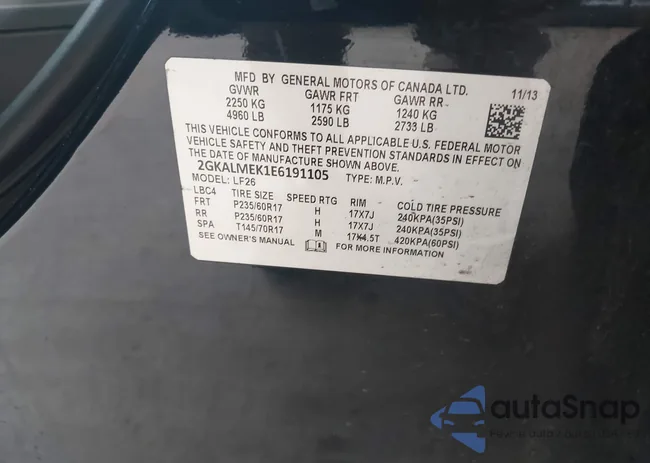 MFD BY GENERAL MOTORS OF CANADA LTD. 11/13
GVWR GAWR FRT GAWR RR
2250 KG 1175 KG 1240 KG
4960 LB 2590 LB 2733 LB
THIS VEHICLE CONFORMS TO ALL APPLICABLE U.S. FEDERAL MOTOR
VEHICLE SAFETY AND THEFT PREVENTION STANDARDS IN EFFECT ON
THE DATE OF MANUFACTURE SHOWN ABOVE.
2GKALMEK1E6191105 TYPE: M.P.V.
MODEL: LF26
LBC4 TIRE SIZE SPEED RTG RIM COLD TIRE PRESSURE
FRT P235/60R17 H 17X7J 240KPA(35PSI)
RR P235/60R17 H 17X7J 240KPA(35PSI)
SPA T145/70R17 M 17X4.5T 420KPA(60PSI)
SEE OWNER'S MANUAL FOR MORE INFORMATION
autoSnap